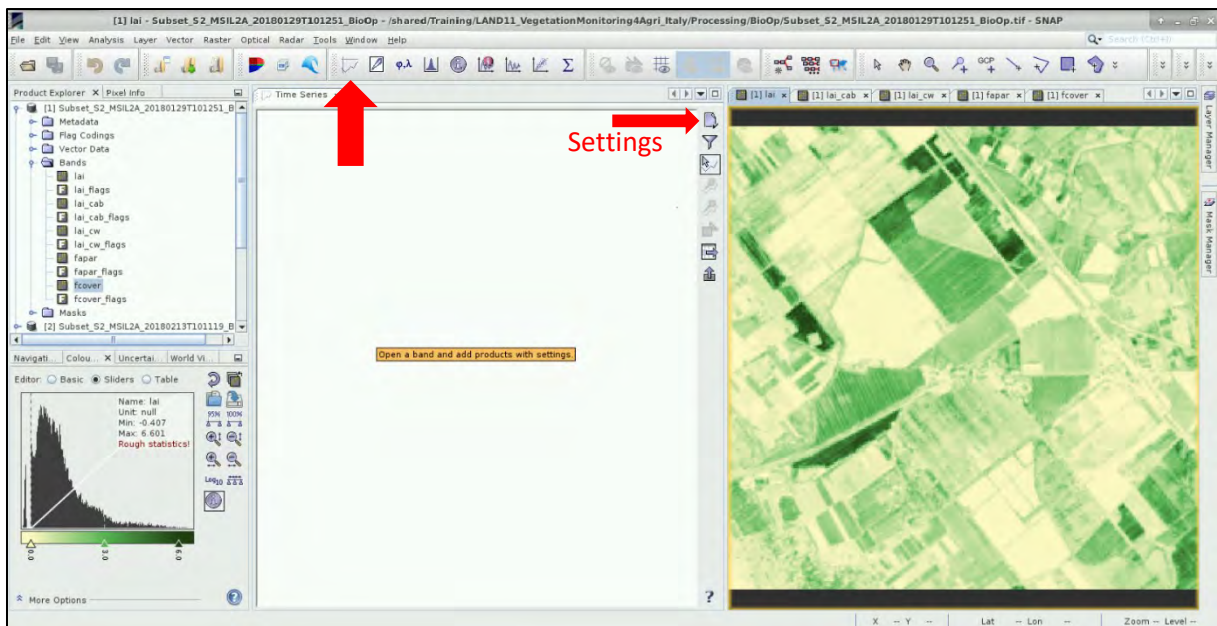 [1] lai - Subset_S2_MSIL2A_20180129T101251_BioOp - /shared/Training/LAND11_VegetationMonitoring4Agri_Italy/Processing/BioOp/Subset_S2_MSIL2A_20180129T101251_BioOp.tif - SNAP
File Edit View Analysis Layer Vector Raster Optical Radar Tools Window Help
Search (Ctrl+I)
φ,λ Σ GCP
Product Explorer X Pixel Info
[1] Subset_S2_MSIL2A_20180129T101251_B
Metadata
Flag Codings
Vector Data
Bands
lai
lai_flags
lai_cab
lai_cab_flags
lai_cw
lai_cw_flags
fapar
fapar_flags
fcover
fcover_flags
Masks
[2] Subset_S2_MSIL2A_20180213T101119_B
Navigati... Colou... X Uncertai... World Vi...
Editor: Basic Sliders Table
Name: lai
Unit: null
Min: -0.407
Max: 6.601
Rough statistics!
95% 100%
Log10
0.0 3.0 6.0
More Options
?
Time Series
Settings
Open a band and add products with settings.
?
[1] lai x [1] lai_cab x [1] lai_cw x [1] fapar x [1] fcover x
Layer Manager
Mask Manager
X -- Y -- Lat -- Lon -- Zoom -- Level --